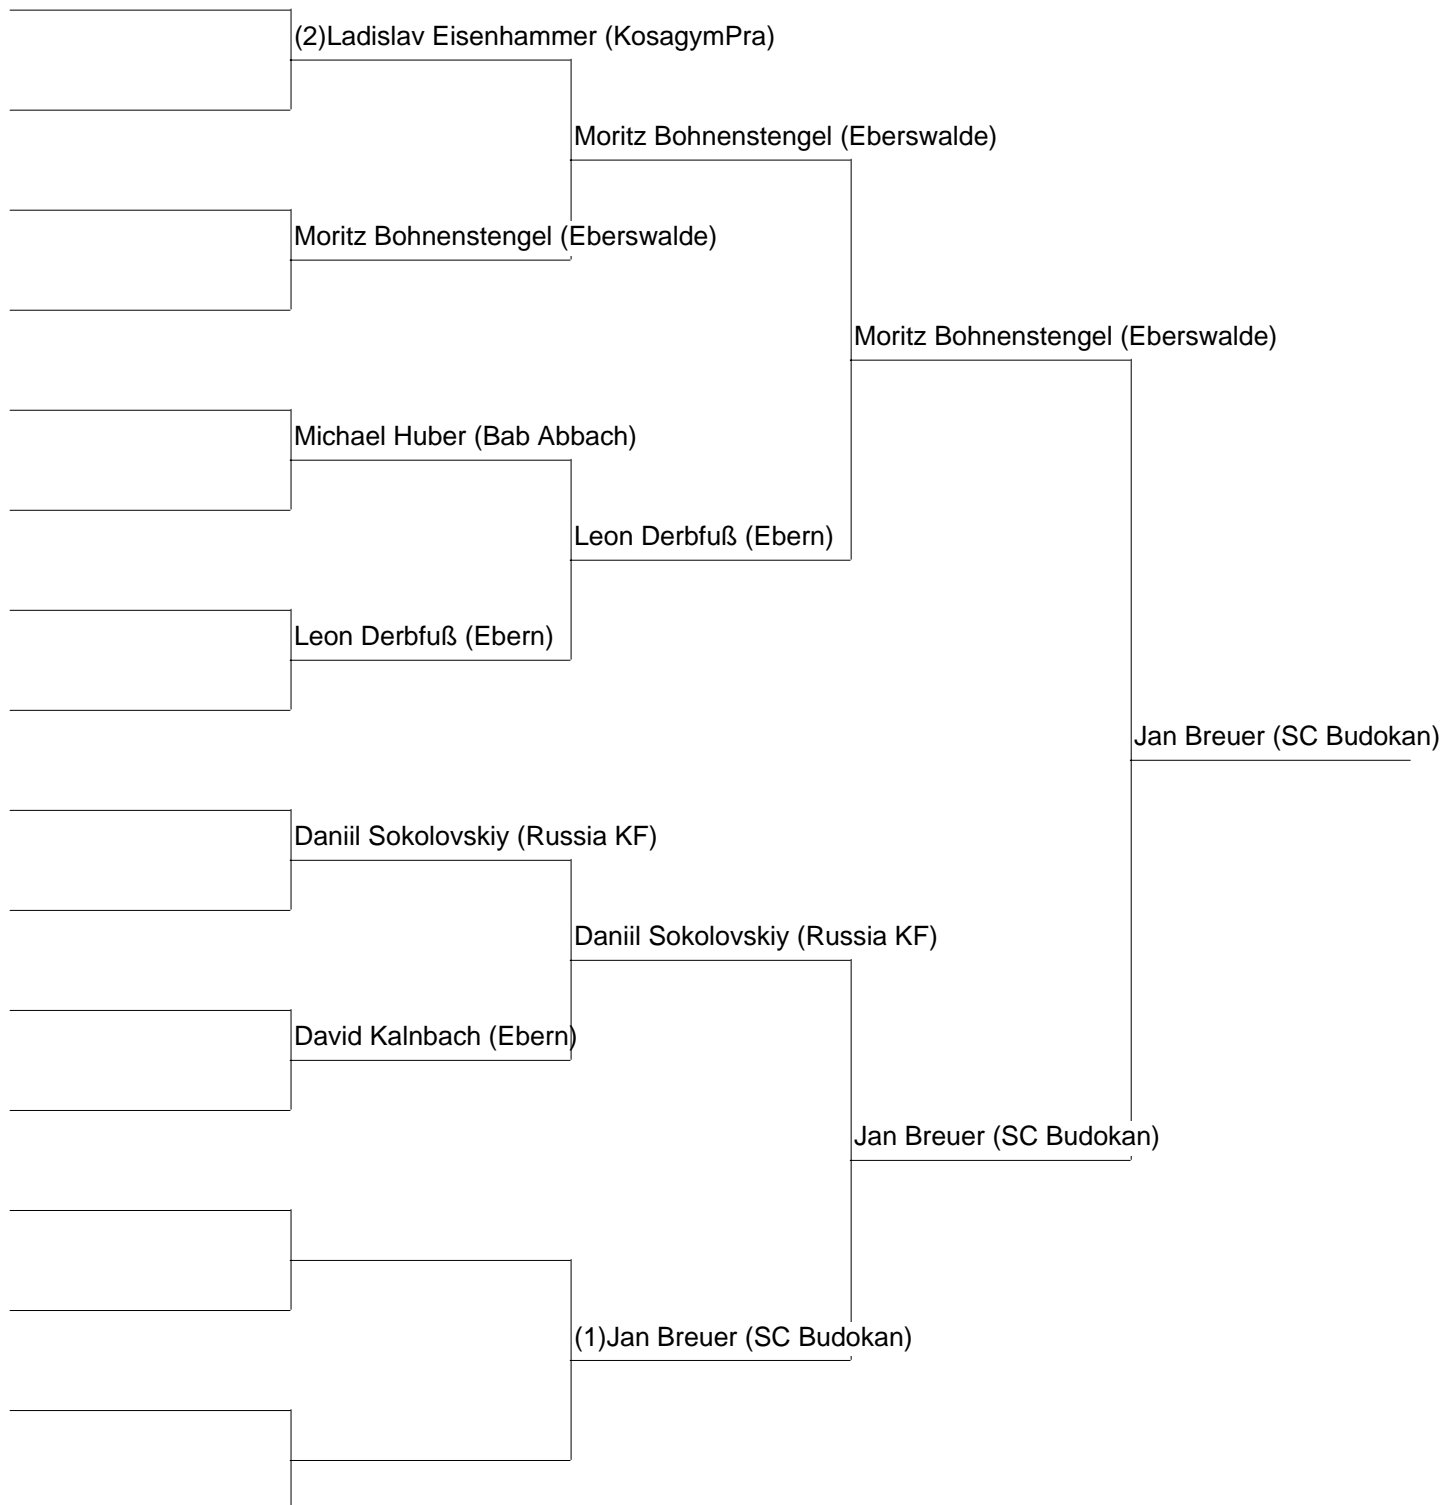 (2)Ladislav Eisenhammer (KosagymPra)
Moritz Bohnenstengel (Eberswalde)
Moritz Bohnenstengel (Eberswalde)
Moritz Bohnenstengel (Eberswalde)
Michael Huber (Bab Abbach)
Leon Derbfuß (Ebern)
Leon Derbfuß (Ebern)
Jan Breuer (SC Budokan)
Daniil Sokolovskiy (Russia KF)
Daniil Sokolovskiy (Russia KF)
David Kalnbach (Ebern)
Jan Breuer (SC Budokan)
(1)Jan Breuer (SC Budokan)